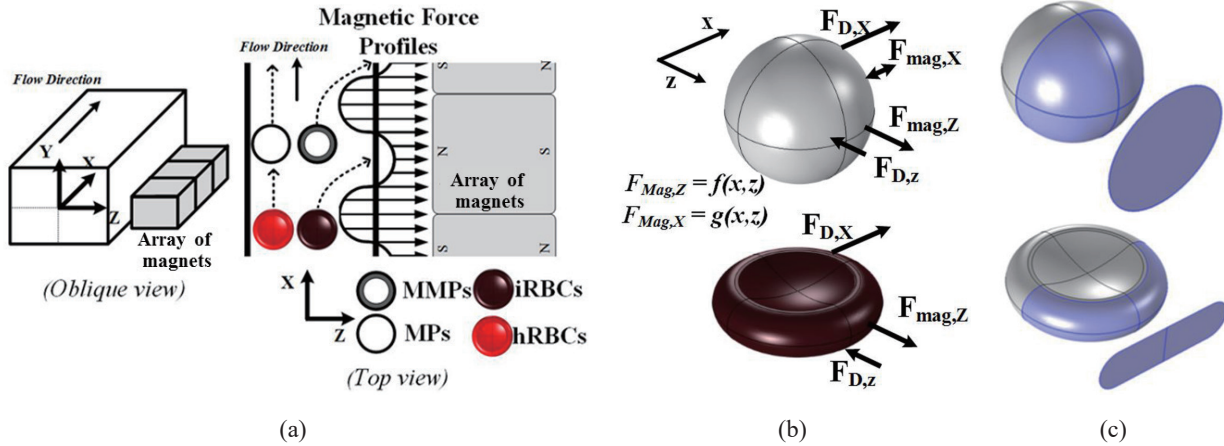 Magnetic Force
Profiles
Flow Direction
Flow Direction
Y
X
Z
Array of
magnets
(Oblique view)
S
N
N
S
S
N
Array of
magnets
X
Z
MMPs
iRBCs
MPs
hRBCs
(Top view)
(a)
x
z
F_D,X
F_mag,X
F_mag,Z
F_D,z
F_Mag,Z = f(x,z)
F_Mag,X = g(x,z)
F_D,X
F_mag,Z
F_D,z
(b)
(c)